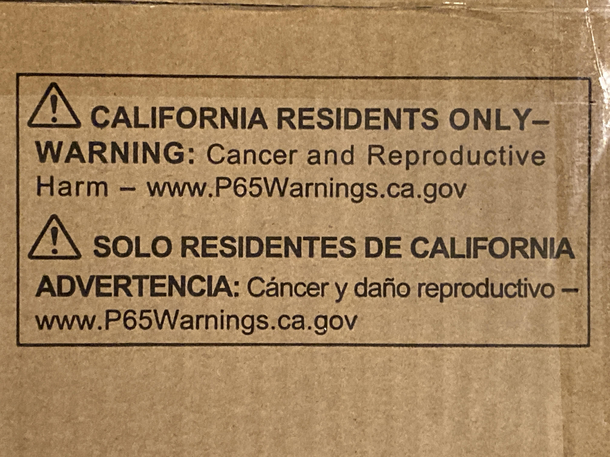 ⚠ CALIFORNIA RESIDENTS ONLY–
WARNING: Cancer and Reproductive
Harm – www.P65Warnings.ca.gov
⚠ SOLO RESIDENTES DE CALIFORNIA
ADVERTENCIA: Cáncer y daño reproductivo –
www.P65Warnings.ca.gov